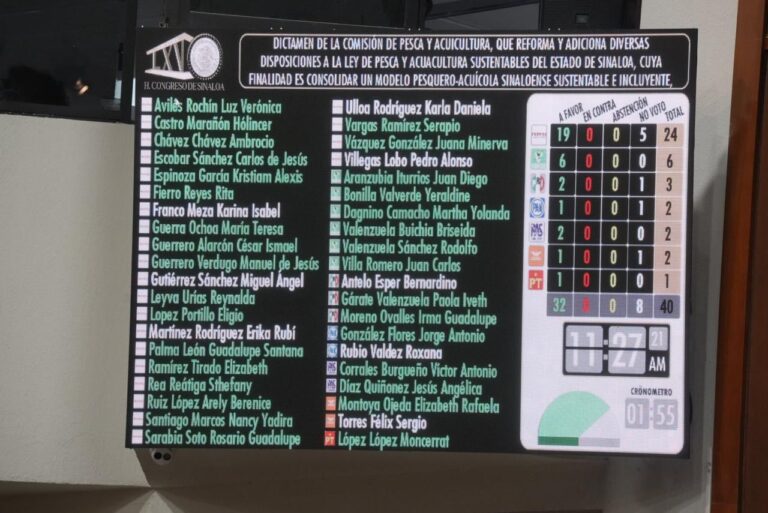 LXV
H. CONGRESO DE SINALOA
DICTAMEN DE LA COMISIÓN DE PESCA Y ACUICULTURA, QUE REFORMA Y ADICIONA DIVERSAS
DISPOSICIONES A LA LEY DE PESCA Y ACUACULTURA SUSTENTABLES DEL ESTADO DE SINALOA, CUYA
FINALIDAD ES CONSOLIDAR UN MODELO PESQUERO-ACUÍCOLA SINALOENSE SUSTENTABLE E INCLUYENTE,
Avilés Rochín Luz Verónica
Castro Marañón Hólincer
Chávez Chávez Ambrocio
Escobar Sánchez Carlos de Jesús
Espinoza García Kristiam Alexis
Fierro Reyes Rita
Franco Meza Karina Isabel
Guerra Ochoa María Teresa
Guerrero Alarcón César Ismael
Guerrero Verdugo Manuel de Jesús
Gutiérrez Sánchez Miguel Ángel
Leyva Urías Reynalda
Lopez Portillo Eligio
Martínez Rodríguez Erika Rubí
Palma León Guadalupe Santana
Ramírez Tirado Elizabeth
Rea Reátiga Sthefany
Ruiz López Arely Berenice
Santiago Marcos Nancy Yadira
Sarabia Soto Rosario Guadalupe
Ulloa Rodríguez Karla Daniela
Vargas Ramírez Serapio
Vázquez González Juana Minerva
Villegas Lobo Pedro Alonso
Aranzubia Iturrios Juan Diego
Bonilla Valverde Yeraldine
Dagnino Camacho Martha Yolanda
Valenzuela Buichia Briseida
Valenzuela Sánchez Rodolfo
Villa Romero Juan Carlos
Antelo Esper Bernardino
Gárate Valenzuela Paola Iveth
Moreno Ovalles Irma Guadalupe
González Flores Jorge Antonio
Rubio Valdez Roxana
Corrales Burgueño Víctor Antonio
Díaz Quiñonez Jesús Angélica
Montoya Ojeda Elizabeth Rafaela
Torres Félix Sergio
PT López López Moncerrat
A FAVOR EN CONTRA ABSTENCIÓN NO VOTO TOTAL
morena 19 0 0 5 24
6 0 0 0 6
PRI 2 0 0 1 3
PAN 1 0 0 1 2
PAS 2 0 0 0 2
1 0 0 1 2
PT 1 0 0 0 1
32 0 0 8 40
11:27 21
AM
CRÓNOMETRO
01:55